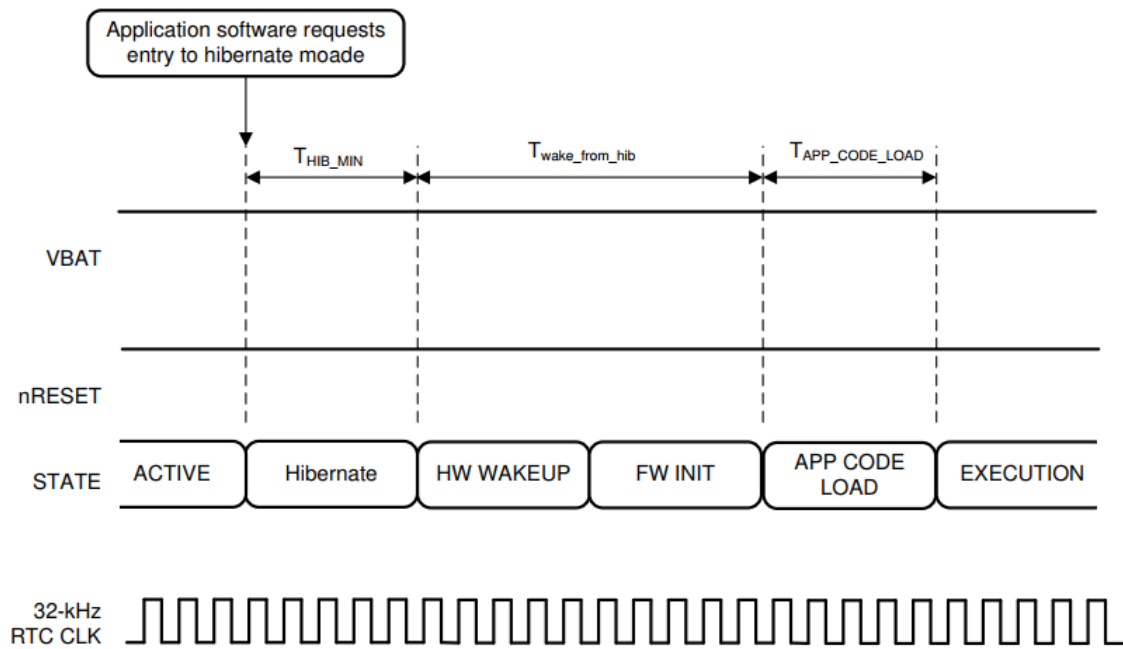 Application software requests
entry to hibernate moade
THIB_MIN
Twake_from_hib
TAPP_CODE_LOAD
VBAT
nRESET
STATE
ACTIVE
Hibernate
HW WAKEUP
FW INIT
APP CODE
LOAD
EXECUTION
32-kHz
RTC CLK